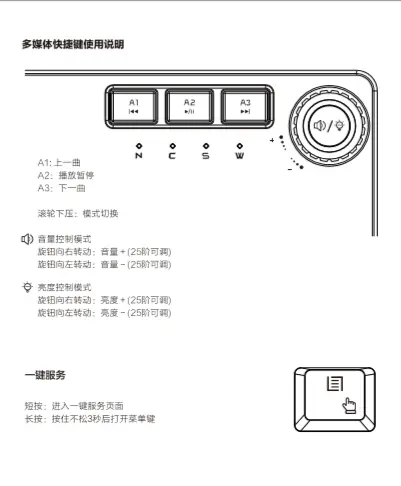 多媒体快捷键使用说明
A1 A2 A3
N C S W
+
-
A1: 上一曲
A2：播放暂停
A3：下一曲
滚轮下压：模式切换
音量控制模式
旋钮向右转动：音量+(25阶可调)
旋钮向左转动：音量-(25阶可调)
亮度控制模式
旋钮向右转动：亮度+(25阶可调)
旋钮向左转动：亮度-(25阶可调)
一键服务
短按：进入一键服务页面
长按：按住不松3秒后打开菜单键